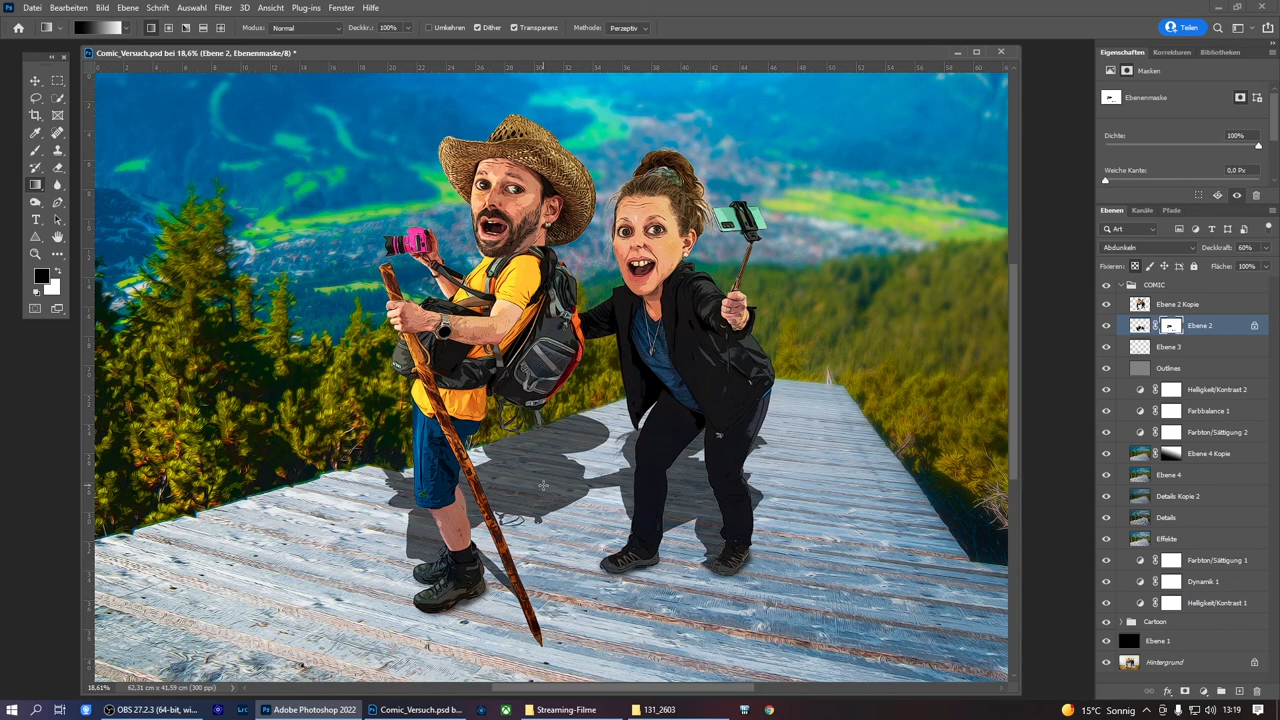 Datei Bearbeiten Bild Ebene Schrift Auswahl Filter 3D Ansicht Plug-ins Fenster Hilfe
Modus: Normal Deckkr.: 100% Umkehren Dither Transparenz Methode: Perzeptiv Teilen
Comic_Versuch.psd bei 18,6% (Ebene 2, Ebenenmaske/8) *
Eigenschaften Korrekturen Bibliotheken
Masken
Ebenenmaske
Dichte: 100%
Weiche Kante: 0,0 Px
Ebenen Kanäle Pfade
Art
Abdunkeln Deckkraft: 60%
Fixieren: Fläche: 100%
COMIC
Ebene 2 Kopie
Ebene 2
Ebene 3
Outlines
Helligkeit/Kontrast 2
Farbbalance 1
Farbton/Sättigung 2
Ebene 4 Kopie
Ebene 4
Details Kopie 2
Details
Effekte
Farbton/Sättigung 1
Dynamik 1
Helligkeit/Kontrast 1
Cartoon
Ebene 1
Hintergrund
18,61% 62,31 cm x 41,59 cm (300 ppi)
OBS 27.2.3 (64-bit, wi... Adobe Photoshop 2022 Comic_Versuch.psd b... Streaming-Filme 131_2603 15°C Sonnig 13:19